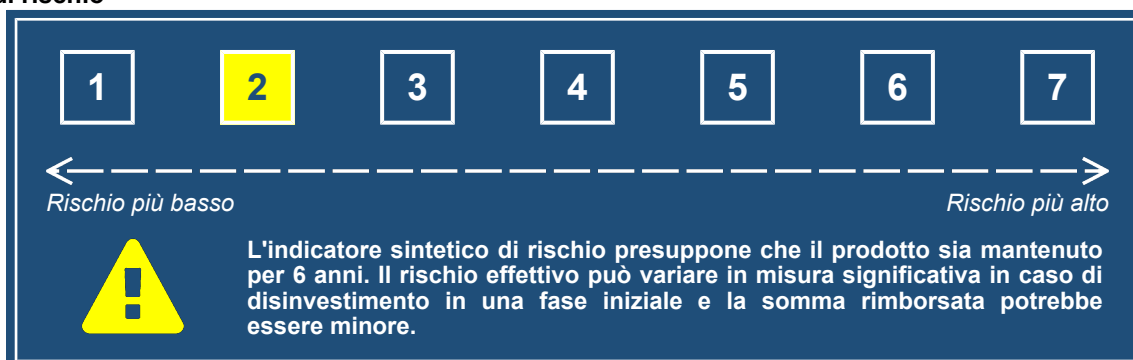 di rischio
1 2 3 4 5 6 7
Rischio più basso Rischio più alto
L'indicatore sintetico di rischio presuppone che il prodotto sia mantenuto
per 6 anni. Il rischio effettivo può variare in misura significativa in caso di
disinvestimento in una fase iniziale e la somma rimborsata potrebbe
essere minore.